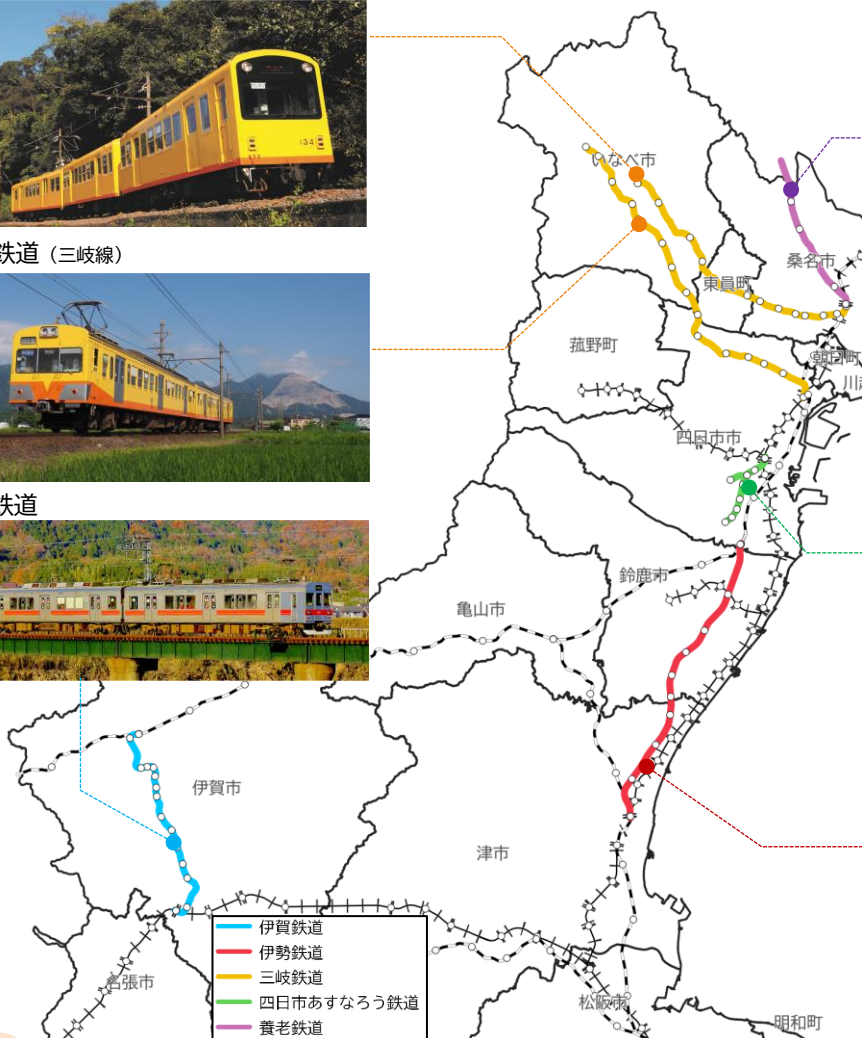 134
鉄道（三岐線）
鉄道
いなべ市
桑名市
東員町
菰野町
朝日町
川越
四日市市
鈴鹿市
亀山市
伊賀市
津市
名張市
松阪市
明和町
伊賀鉄道
伊勢鉄道
三岐鉄道
四日市あすなろう鉄道
養老鉄道